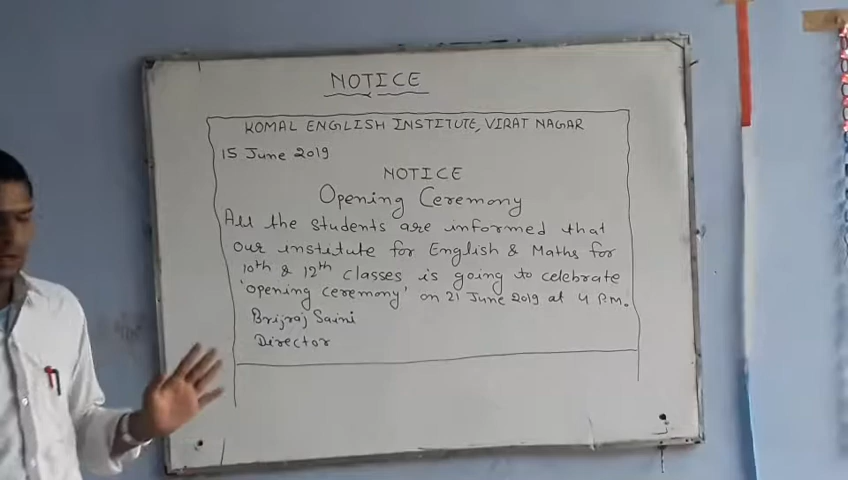 NOTICE
KOMAL ENGLISH INSTITUTE, VIRAT NAGAR
15 June 2019
NOTICE
Opening Ceremony
All the students are informed that
our institute for English & Maths for
10th & 12th classes is going to celebrate
'opening ceremony' on 21 June 2019 at 4 P.M.
Brijraj Saini
Director